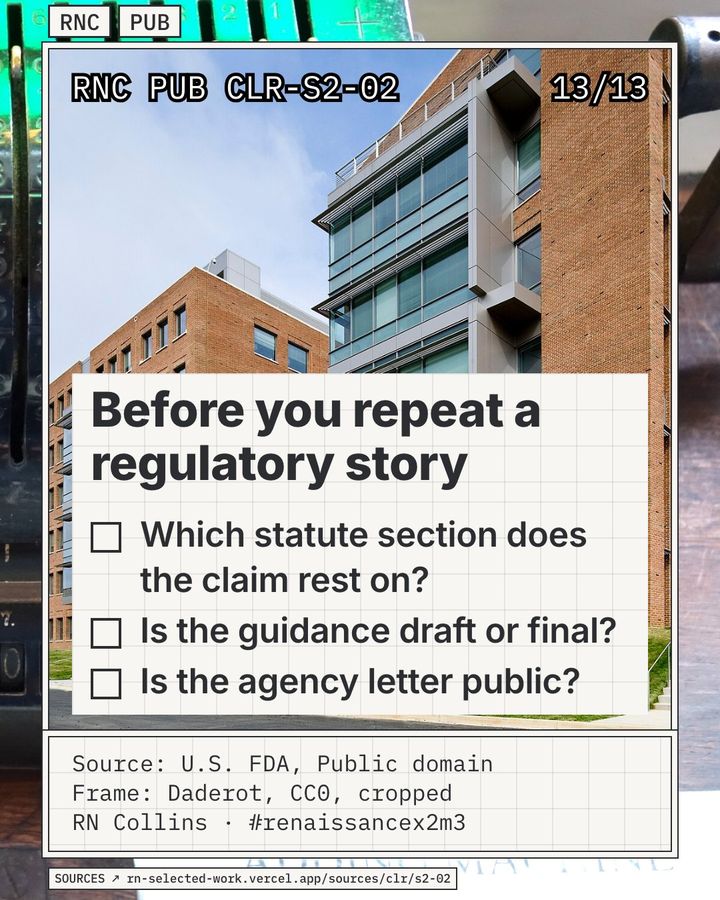 RNC PUB
RNC PUB CLR-S2-02 13/13
Before you repeat a
regulatory story
Which statute section does
the claim rest on?
Is the guidance draft or final?
Is the agency letter public?
Source: U.S. FDA, Public domain
Frame: Daderot, CC0, cropped
RN Collins · #renaissancex2m3
SOURCES ↗ rn-selected-work.vercel.app/sources/clr/s2-02